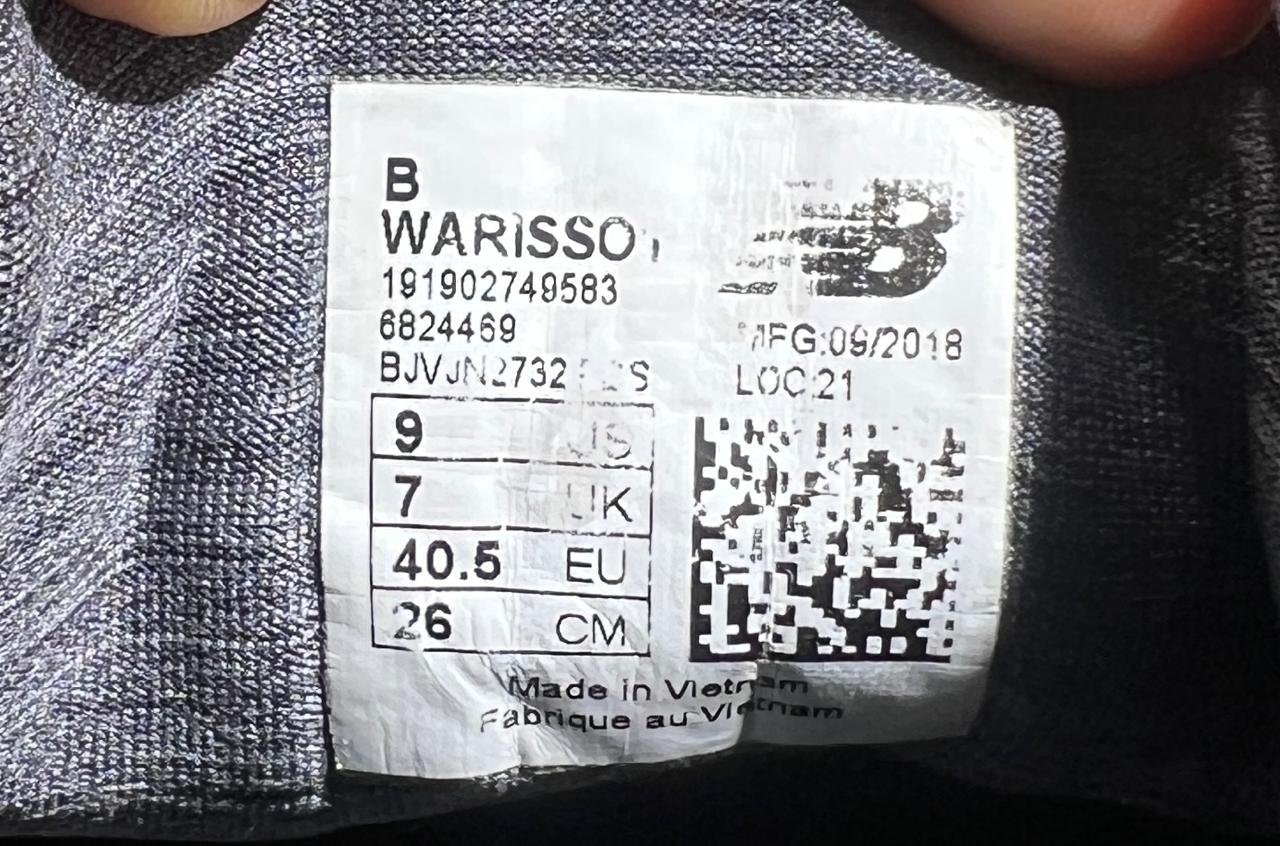 B
191902749583
6824469
MFG:09/2018
LOC:21
9 US
7 UK
40.5 EU
26 CM
Made in Vietnam
Fabrique au Vietnam